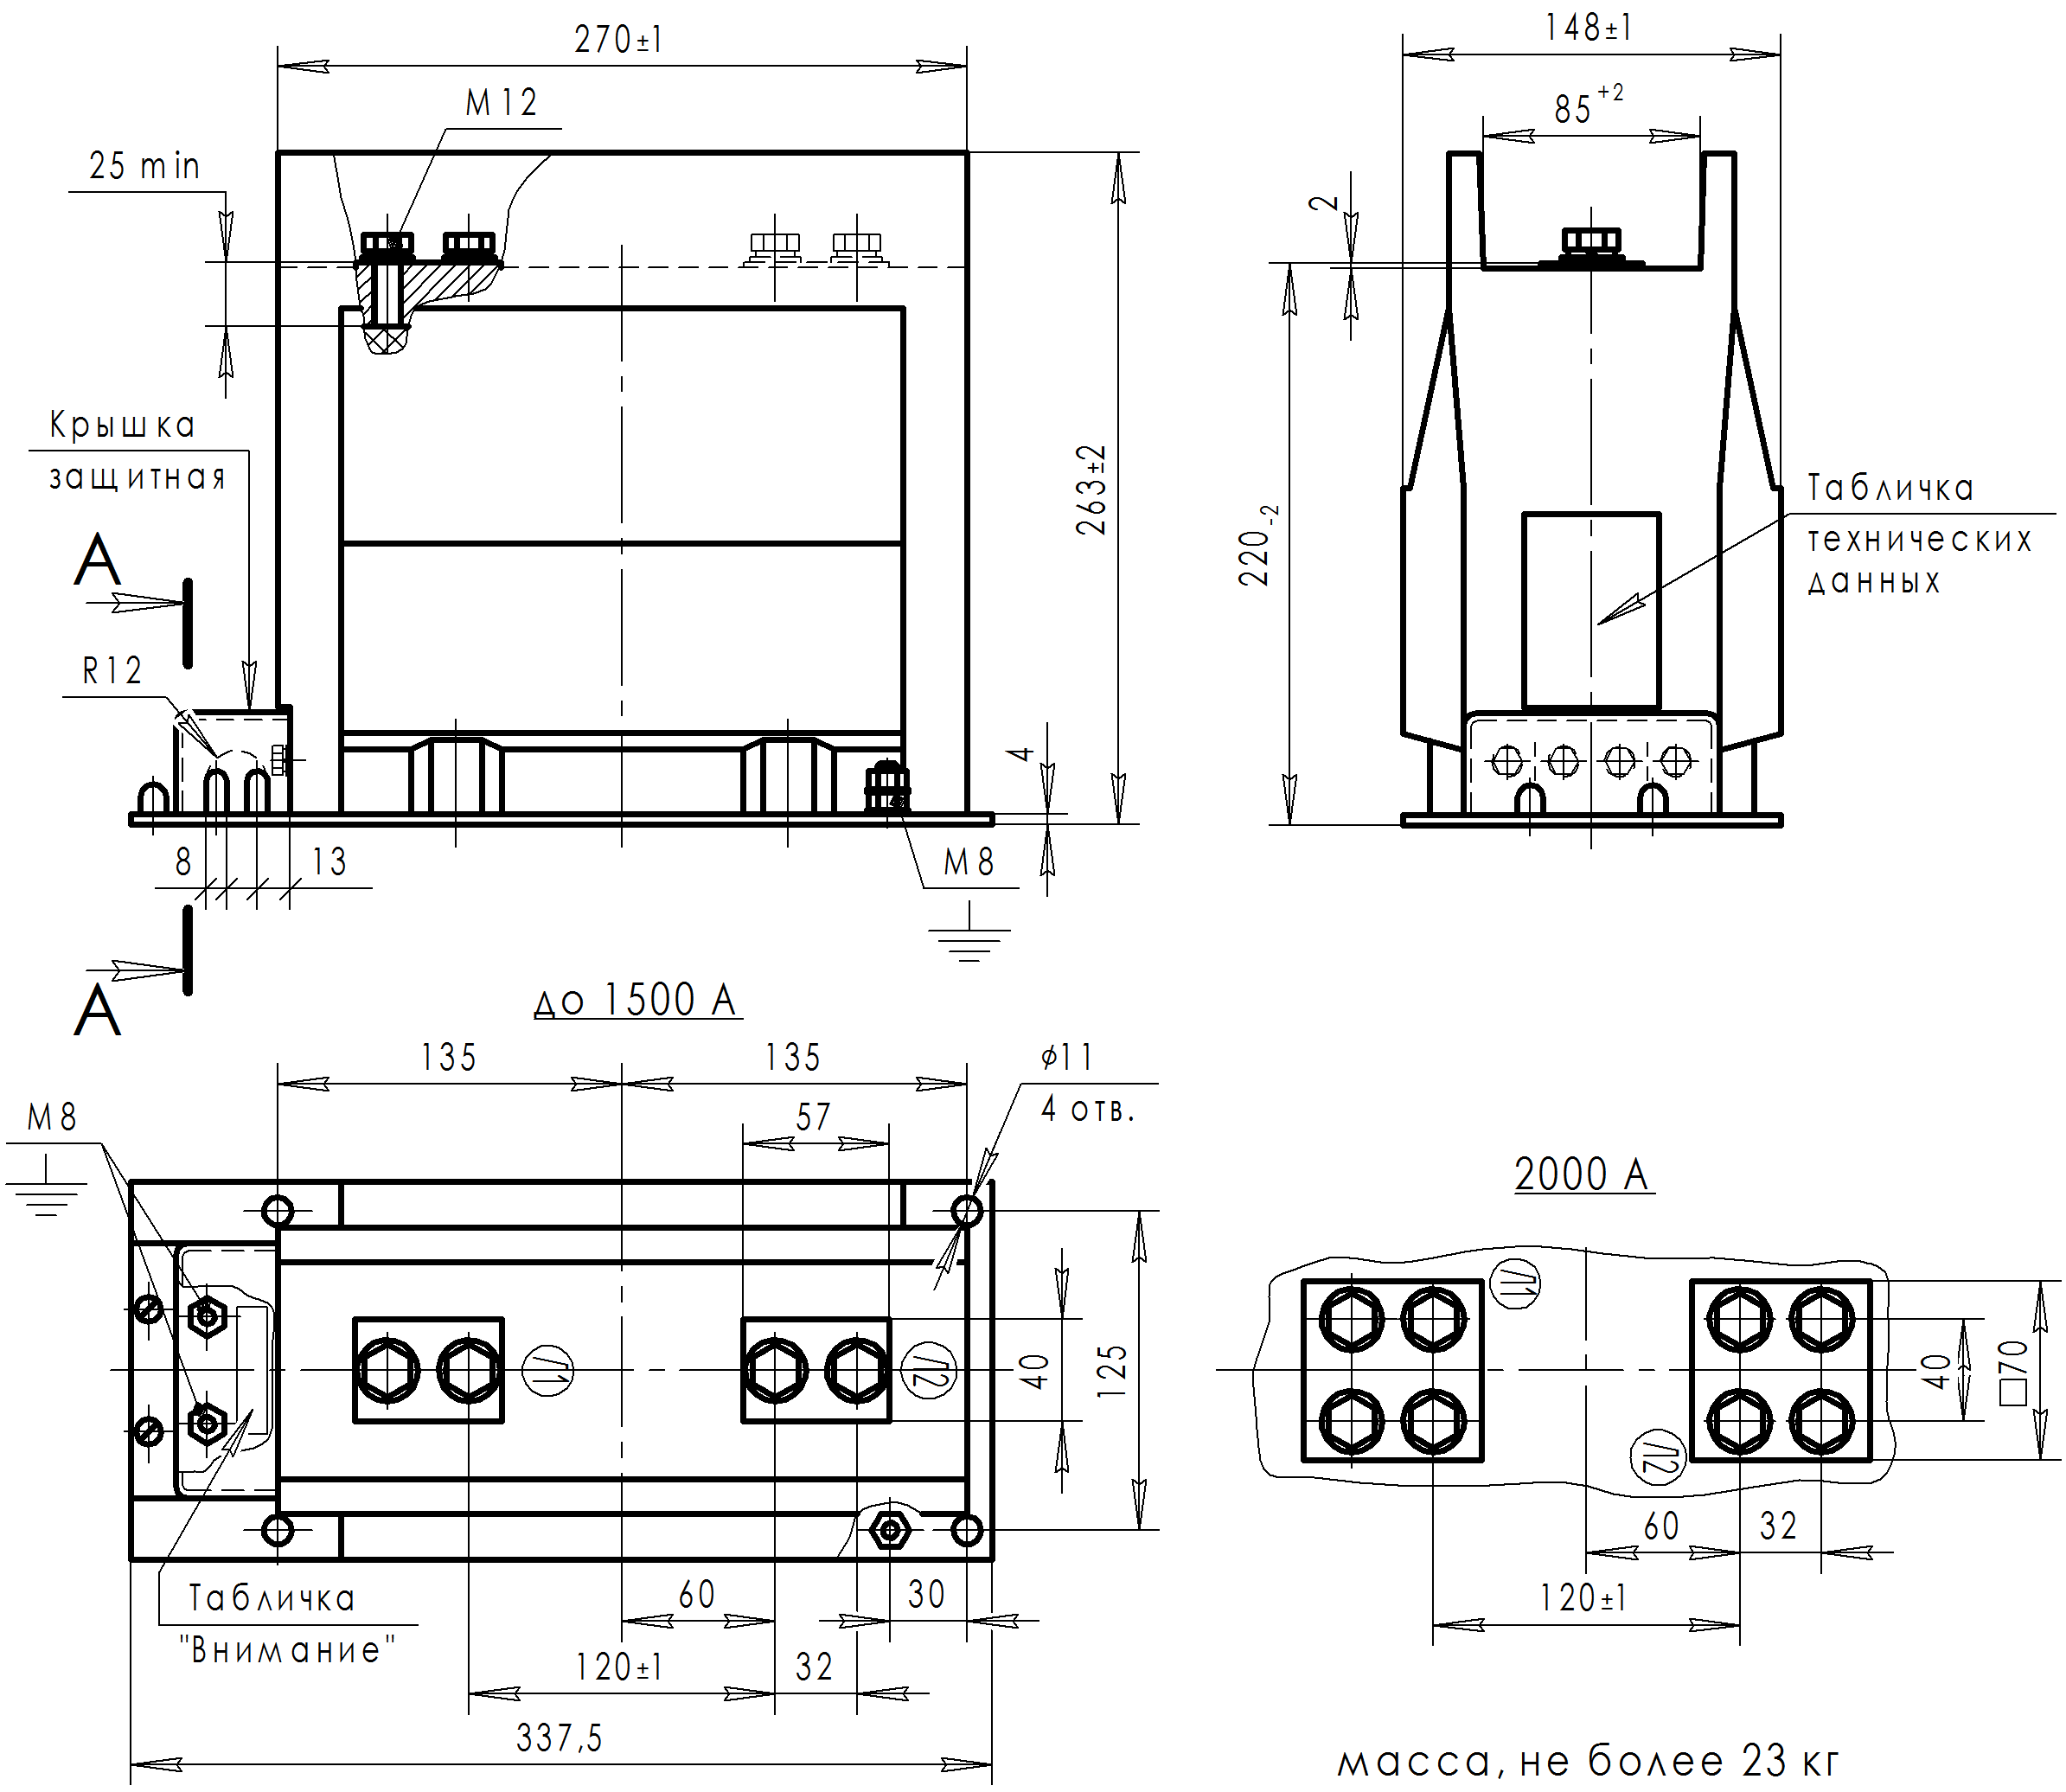 270±1
М12
25 min
Крышка
защитная
А
R12
263±2
4
8
13
М8
А
148±1
85+2
2
220-2
Табличка
технических
данных
до 1500 А
135
135
57
⌀11
4 отв.
М8
Л1
Л2
40
125
Табличка
"Внимание"
60
30
120±1
32
337,5
2000 А
Л1
Л2
40
□70
60
32
120±1
масса, не более 23 кг